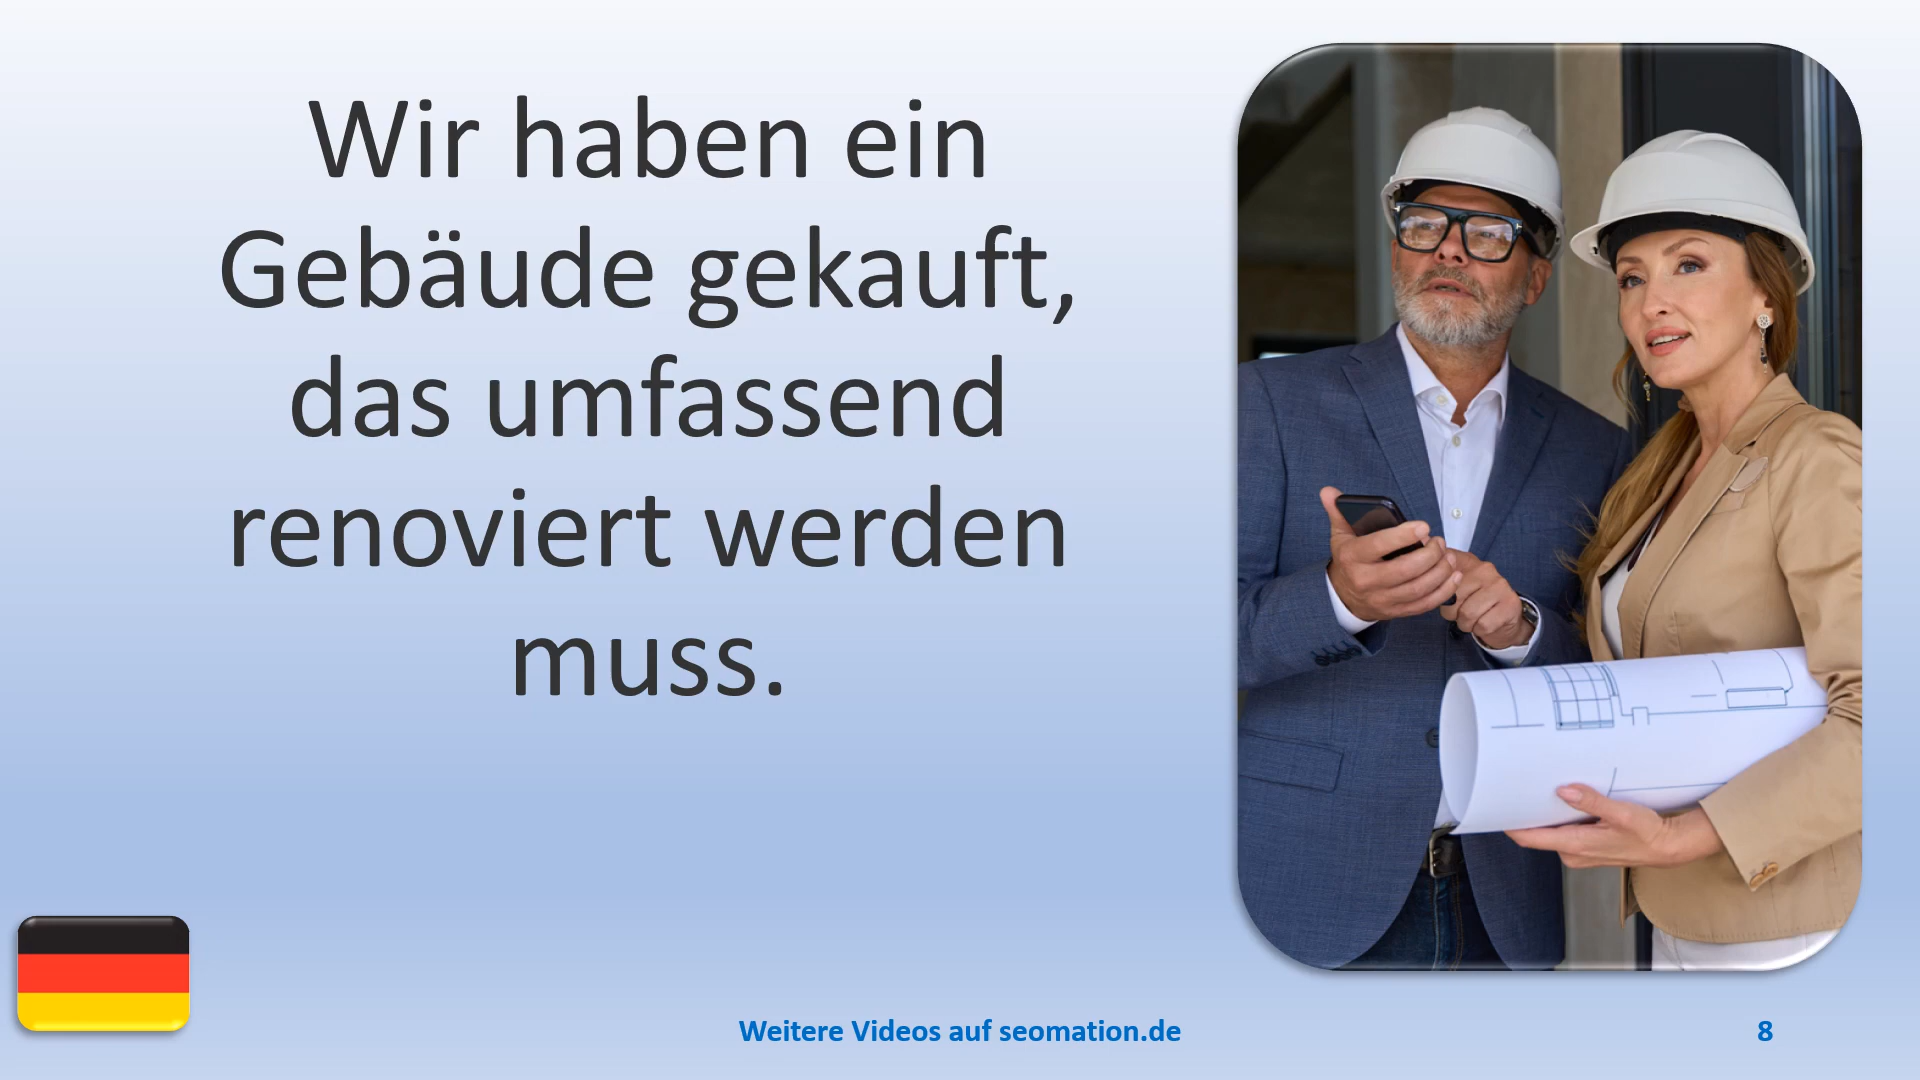 Wir haben ein
Gebäude gekauft,
das umfassend
renoviert werden
muss.
Weitere Videos auf seomation.de
8